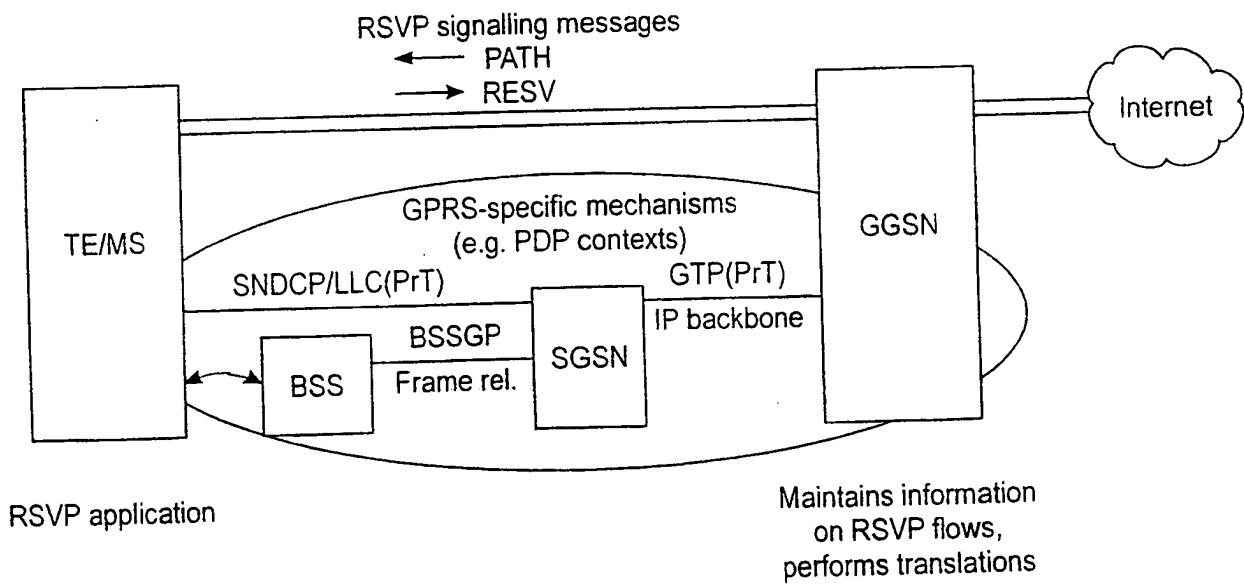 RSVP signalling messages
PATH
RESV
Internet
TE/MS
GGSN
GPRS-specific mechanisms
(e.g. PDP contexts)
SNDCP/LLC(PrT)
GTP(PrT)
IP backbone
BSSGP
SGSN
BSS
Frame rel.
RSVP application
Maintains information
on RSVP flows,
performs translations